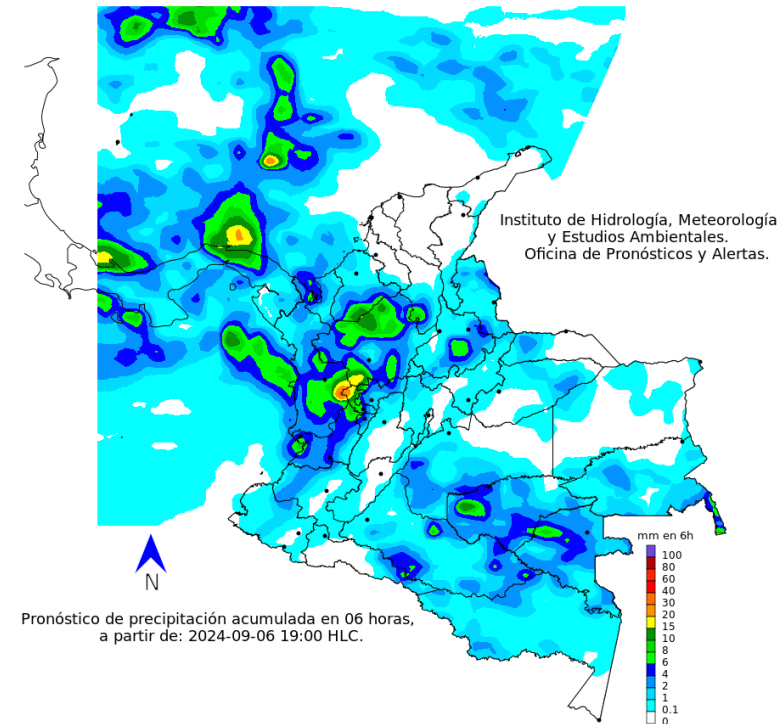 Instituto de Hidrología, Meteorología
y Estudios Ambientales.
Oficina de Pronósticos y Alertas.
mm en 6h
100
80
60
40
30
20
15
10
8
6
4
2
1
0.1
0
N
Pronóstico de precipitación acumulada en 06 horas,
a partir de: 2024-09-06 19:00 HLC.